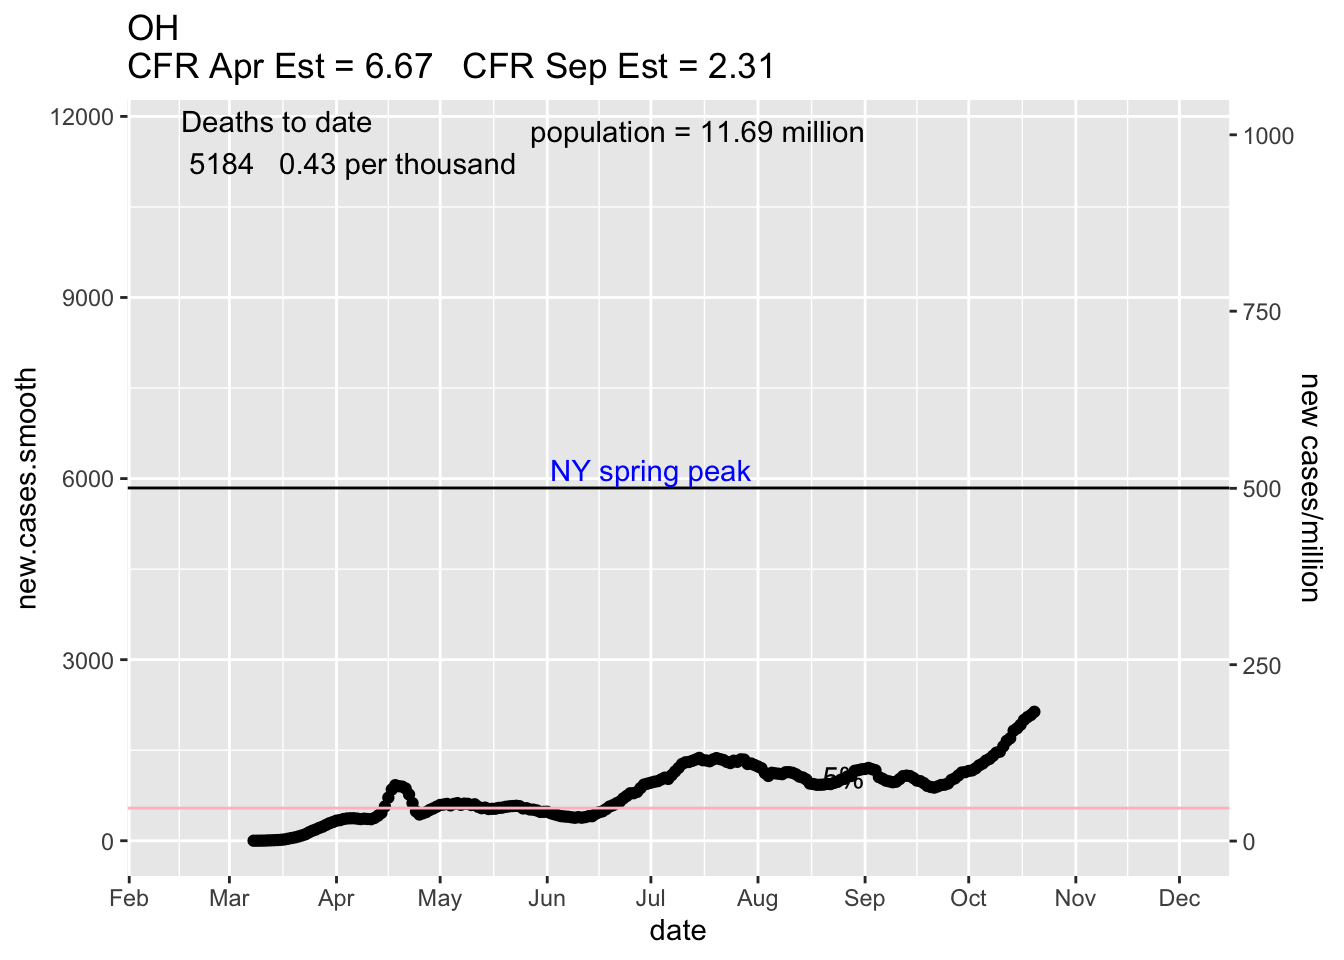 OH
CFR Apr Est = 6.67   CFR Sep Est = 2.31
Deaths to date
5184   0.43 per thousand
population = 11.69 million
12000
9000
6000
3000
0
new.cases.smooth
NY spring peak
5%
1000
750
500
250
0
new cases/million
Feb Mar Apr May Jun Jul Aug Sep Oct Nov Dec
date